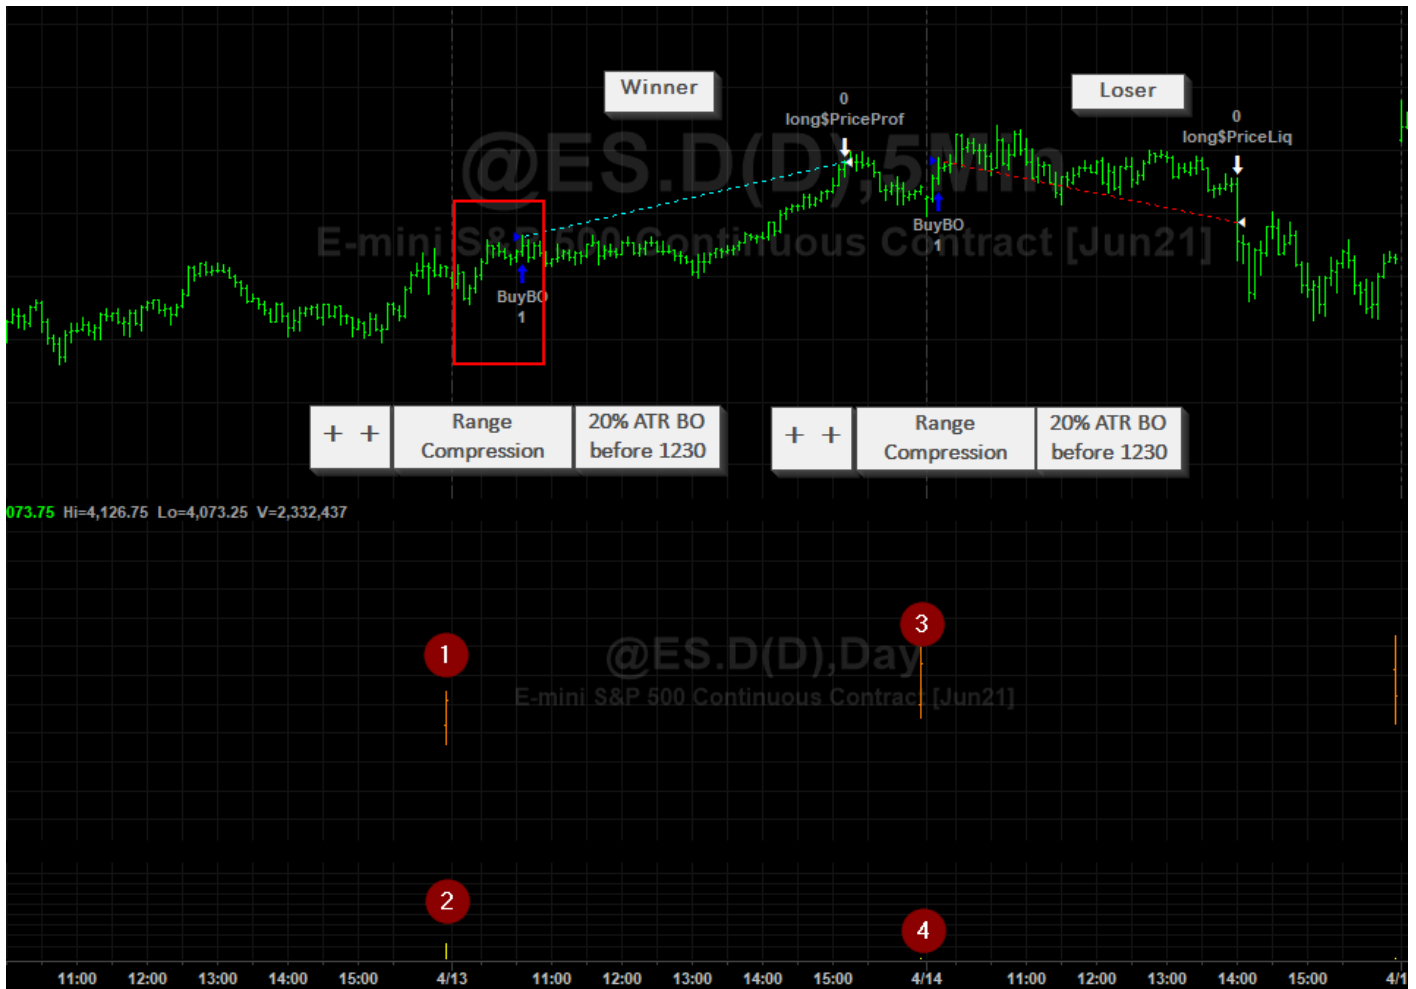 Winner
Loser
0
long$PriceProf
0
long$PriceLiq
@ES.D(D),5Min
E-mini S&P 500 Continuous Contract [Jun21]
BuyBO
1
BuyBO
1
+ +
Range
Compression
20% ATR BO
before 1230
+ +
Range
Compression
20% ATR BO
before 1230
073.75 Hi=4,126.75 Lo=4,073.25 V=2,332,437
1
3
@ES.D(D),Day
E-mini S&P 500 Continuous Contract [Jun21]
2
4
11:00 12:00 13:00 14:00 15:00 4/13 11:00 12:00 13:00 14:00 15:00 4/14 11:00 12:00 13:00 14:00 15:00 4/1